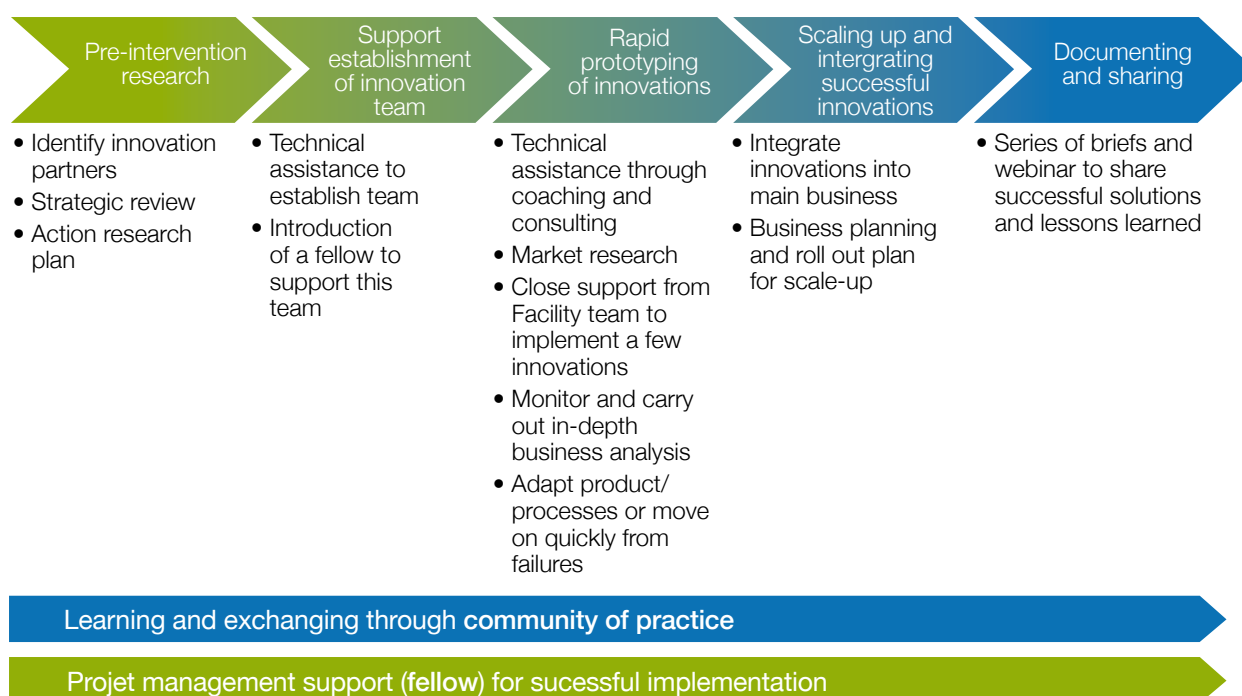 Pre-intervention
research
Support
establishment
of innovation
team
Rapid
prototyping
of innovations
Scaling up and
intergrating
successful
innovations
Documenting
and sharing
• Identify innovation
partners
• Strategic review
• Action research
plan
• Technical
assistance to
establish team
• Introduction
of a fellow to
support this
team
• Technical
assistance through
coaching and
consulting
• Market research
• Close support from
Facility team to
implement a few
innovations
• Monitor and carry
out in-depth
business analysis
• Adapt product/
processes or move
on quickly from
failures
• Integrate
innovations into
main business
• Business planning
and roll out plan
for scale-up
• Series of briefs and
webinar to share
successful solutions
and lessons learned
Learning and exchanging through community of practice
Projet management support (fellow) for sucessful implementation